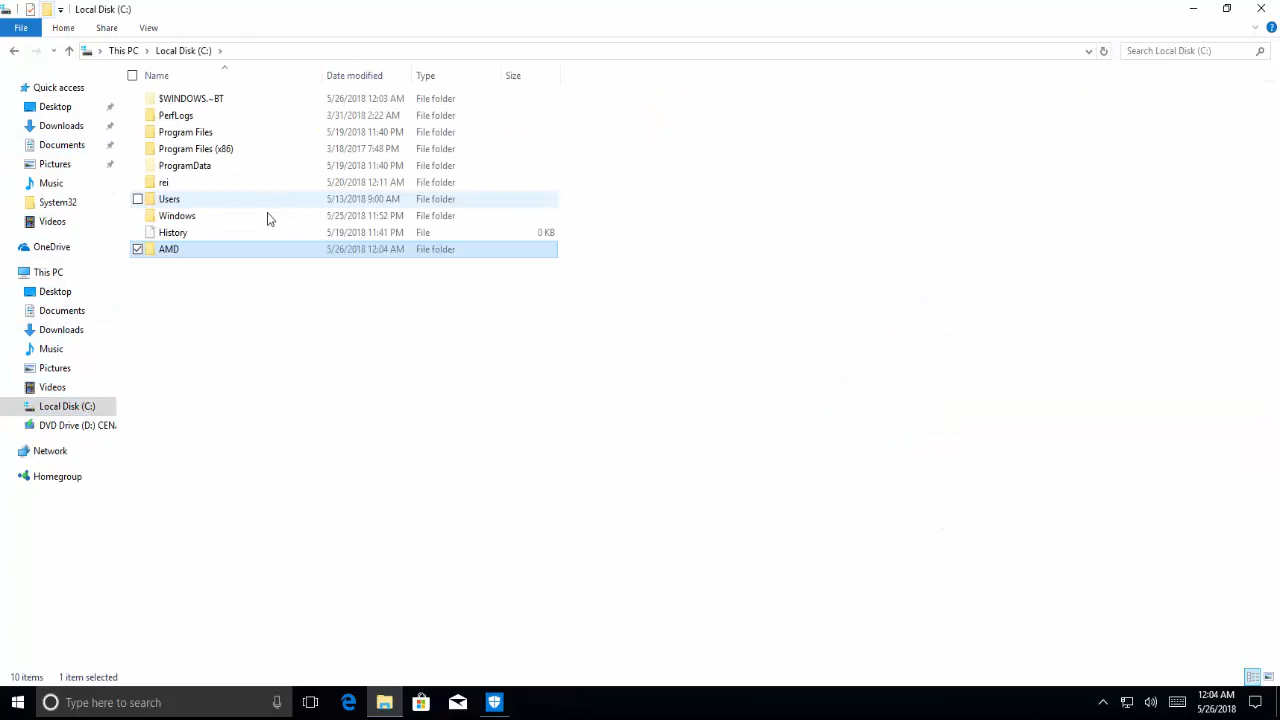 Local Disk (C:)
File Home Share View
This PC Local Disk (C:) Search Local Disk (C:)
Name Date modified Type Size
Quick access
Desktop
Downloads
Documents
Pictures
Music
System32
Videos
OneDrive
This PC
Desktop
Documents
Downloads
Music
Pictures
Videos
Local Disk (C:)
DVD Drive (D:) CEN
Network
Homegroup
$WINDOWS.~BT 5/26/2018 12:03 AM File folder
PerfLogs 3/31/2018 2:22 AM File folder
Program Files 5/19/2018 11:40 PM File folder
Program Files (x86) 3/18/2017 7:48 PM File folder
ProgramData 5/19/2018 11:40 PM File folder
rei 5/20/2018 12:11 AM File folder
Users 5/13/2018 9:00 AM File folder
Windows 5/25/2018 11:52 PM File folder
History 5/19/2018 11:41 PM File 0 KB
AMD 5/26/2018 12:04 AM File folder
10 items 1 item selected
Type here to search
12:04 AM
5/26/2018